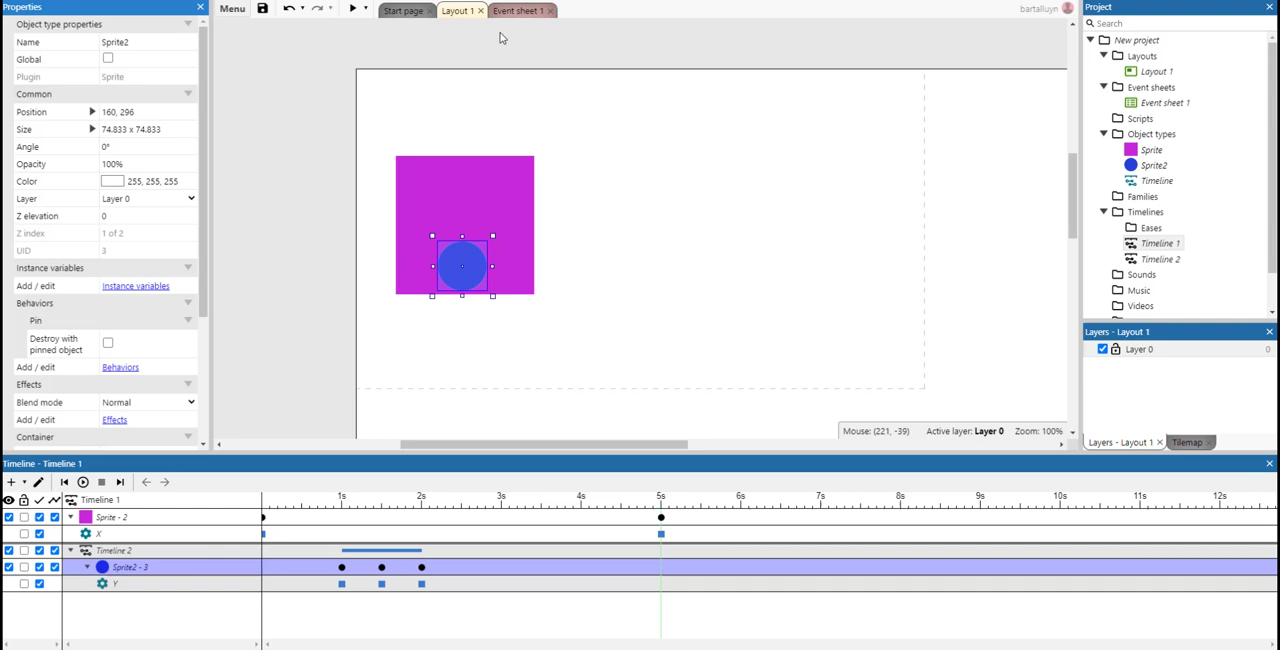 Properties
Menu
Start page
Layout 1
Event sheet 1
bartalluyn
Project
Object type properties
Name Sprite2
Global
Plugin Sprite
Common
Position 160, 296
Size 74.833 x 74.833
Angle 0°
Opacity 100%
Color 255, 255, 255
Layer Layer 0
Z elevation 0
Z index 1 of 2
UID 3
Instance variables
Add / edit Instance variables
Behaviors
Pin
Destroy with
pinned object
Add / edit Behaviors
Effects
Blend mode Normal
Add / edit Effects
Container
Search
New project
Layouts
Layout 1
Event sheets
Event sheet 1
Scripts
Object types
Sprite
Sprite2
Timeline
Families
Timelines
Eases
Timeline 1
Timeline 2
Sounds
Music
Videos
Layers - Layout 1
Layer 0 0
Mouse: (221, -39) Active layer: Layer 0 Zoom: 100%
Layers - Layout 1
Tilemap
Timeline - Timeline 1
Timeline 1
1s 2s 3s 4s 5s 6s 7s 8s 9s 10s 11s 12s
Sprite - 2
X
Timeline 2
Sprite2 - 3
Y